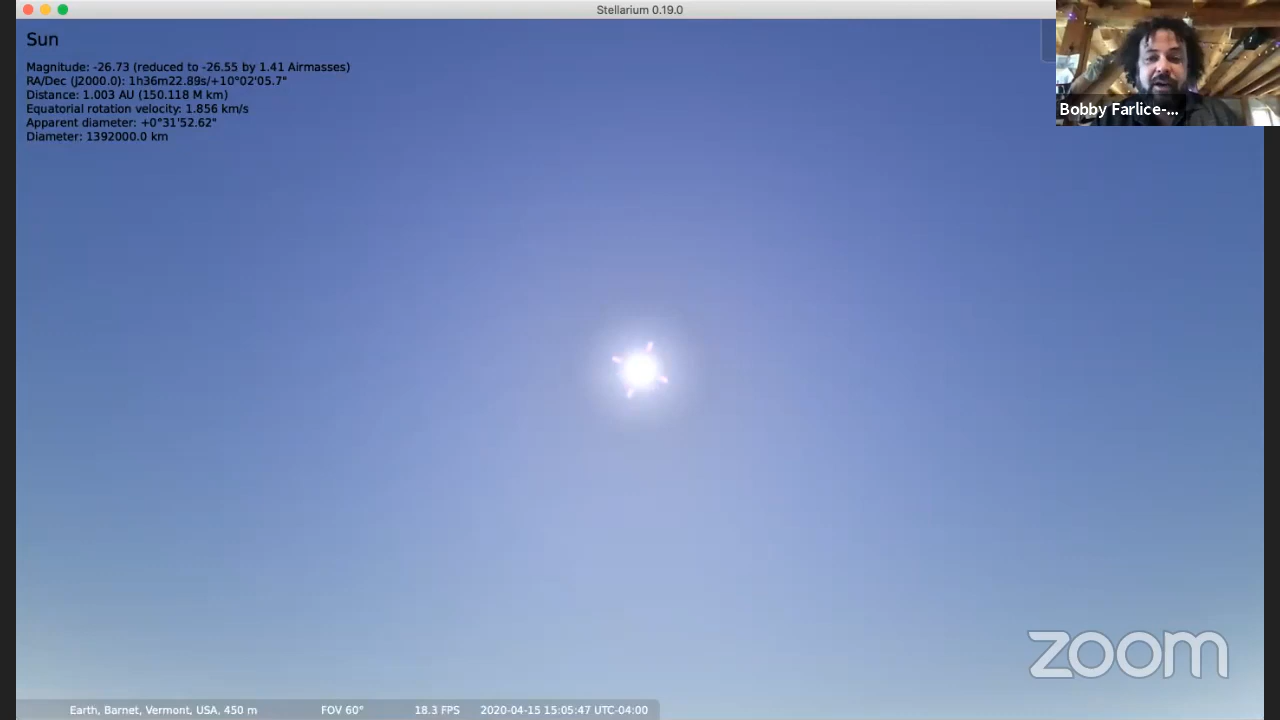 Stellarium 0.19.0
Sun
Magnitude: -26.73 (reduced to -26.55 by 1.41 Airmasses)
RA/Dec (J2000.0): 1h36m22.89s/+10°02'05.7"
Distance: 1.003 AU (150.118 M km)
Equatorial rotation velocity: 1.856 km/s
Apparent diameter: +0°31'52.62"
Diameter: 1392000.0 km
Bobby Farlice-...
zoom
Earth, Barnet, Vermont, USA, 450 m FOV 60° 18.3 FPS 2020-04-15 15:05:47 UTC-04:00